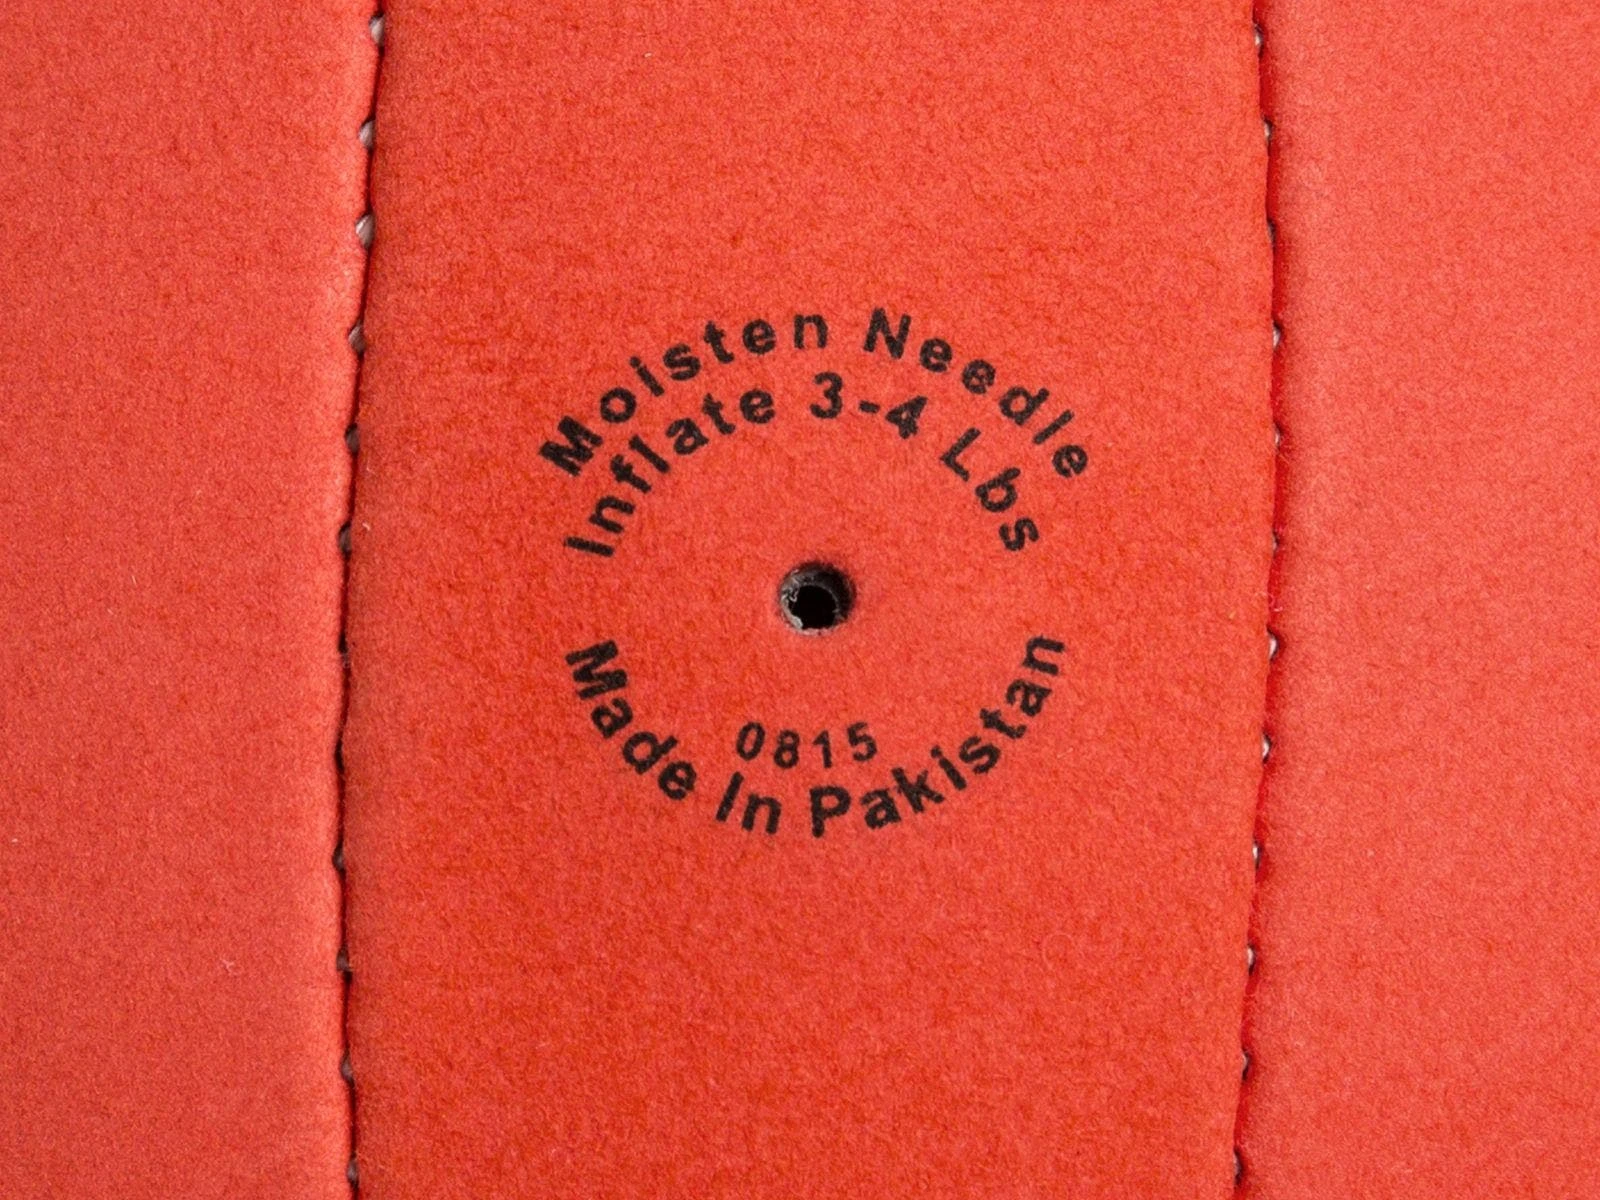 Moisten Needle
Inflate 3-4 Lbs
0815
Made In Pakistan